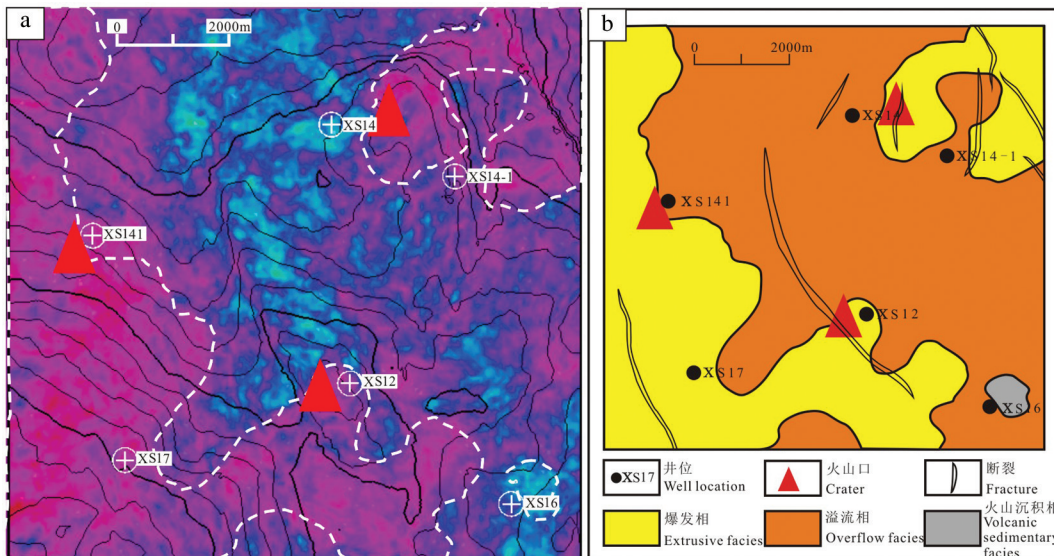 a
0 2000m
XS14
XS14-1
XS141
XS12
XS17
XS16
b
0 2000m
XS14
XS14-1
XS141
XS12
XS17
XS16
XS17 井位
Well location
火山口
Crater
断裂
Fracture
爆发相
Extrusive facies
溢流相
Overflow facies
火山沉积相
Volcanic
sedimentary
facies